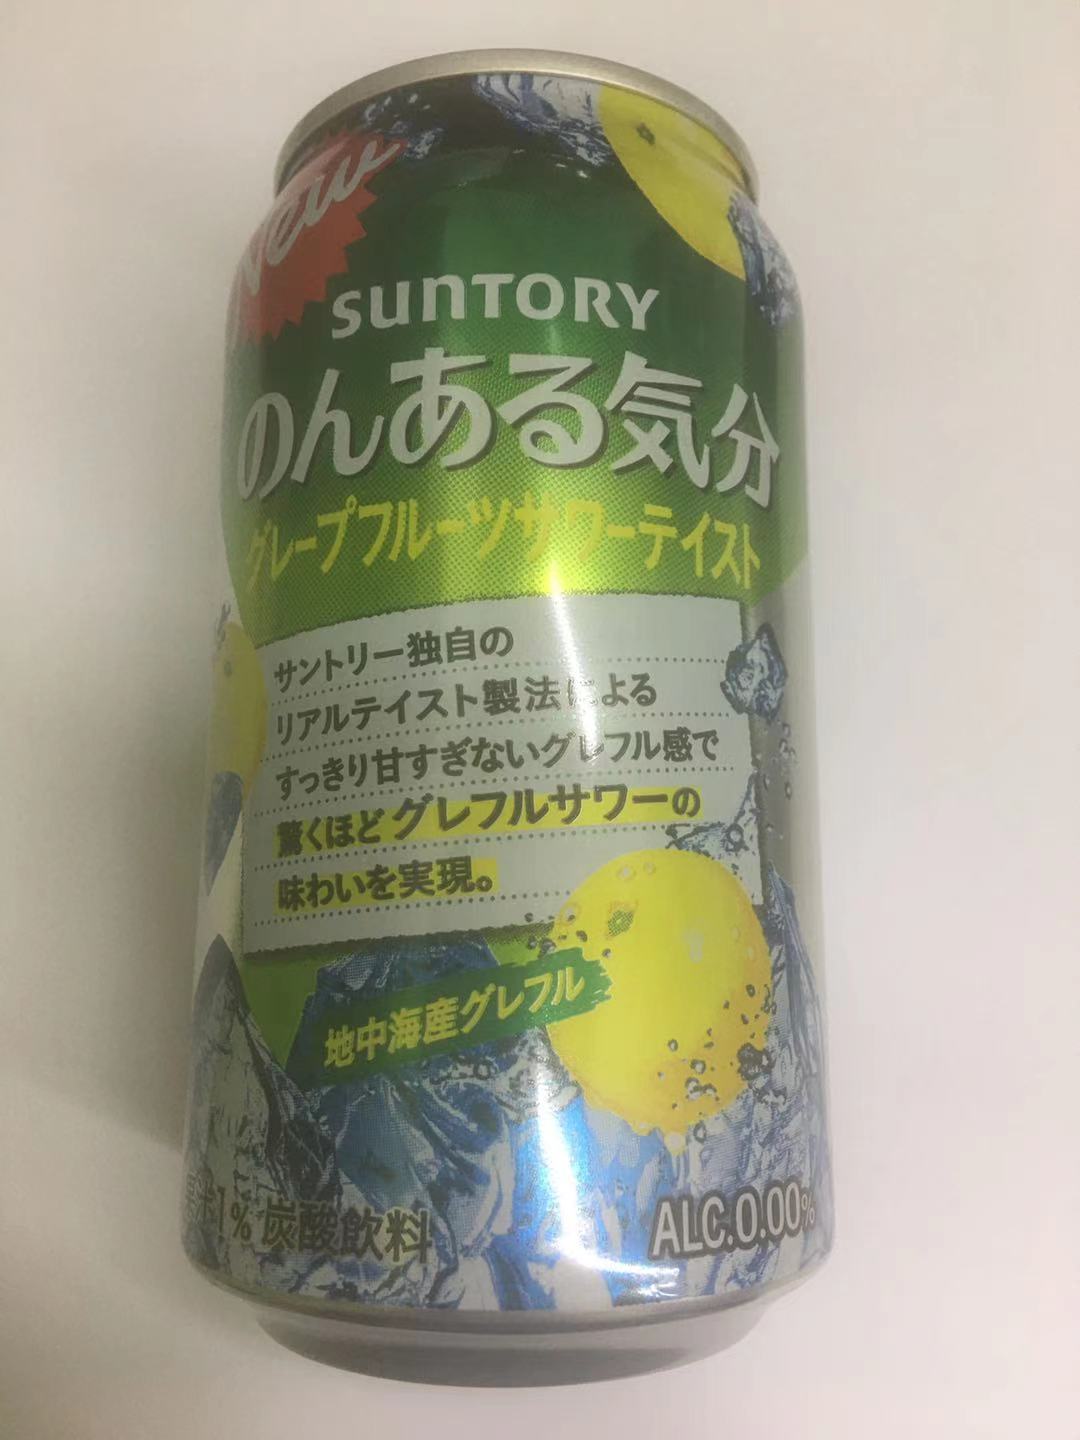 New
SUNTORY
のんある気分
グレープフルーツサワーテイスト
サントリー独自の
リアルテイスト製法による
すっきり甘すぎないグレフル感で
驚くほどグレフルサワーの
味わいを実現。
地中海産グレフル
果汁1% 炭酸飲料
ALC.0.00%